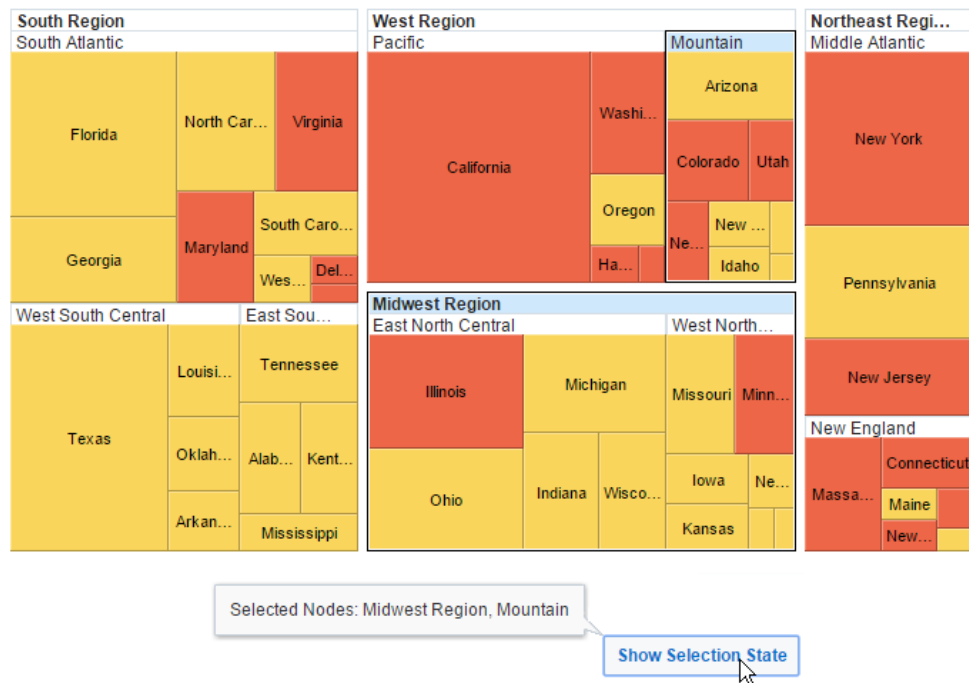 South Region
South Atlantic
Florida
North Car...
Virginia
Georgia
Maryland
South Caro...
Wes...
Del...
West South Central
East Sou...
Texas
Louisi...
Oklah...
Arkan...
Tennessee
Alab...
Kent...
Mississippi
West Region
Pacific
California
Washi...
Oregon
Ha...
Mountain
Arizona
Colorado
Utah
Ne...
New ...
Idaho
Midwest Region
East North Central
Illinois
Michigan
Ohio
Indiana
Wisco...
West North...
Missouri
Minn...
Iowa
Ne...
Kansas
Northeast Regi...
Middle Atlantic
New York
Pennsylvania
New Jersey
New England
Massa...
Connecticut
Maine
New...
Selected Nodes: Midwest Region, Mountain
Show Selection State